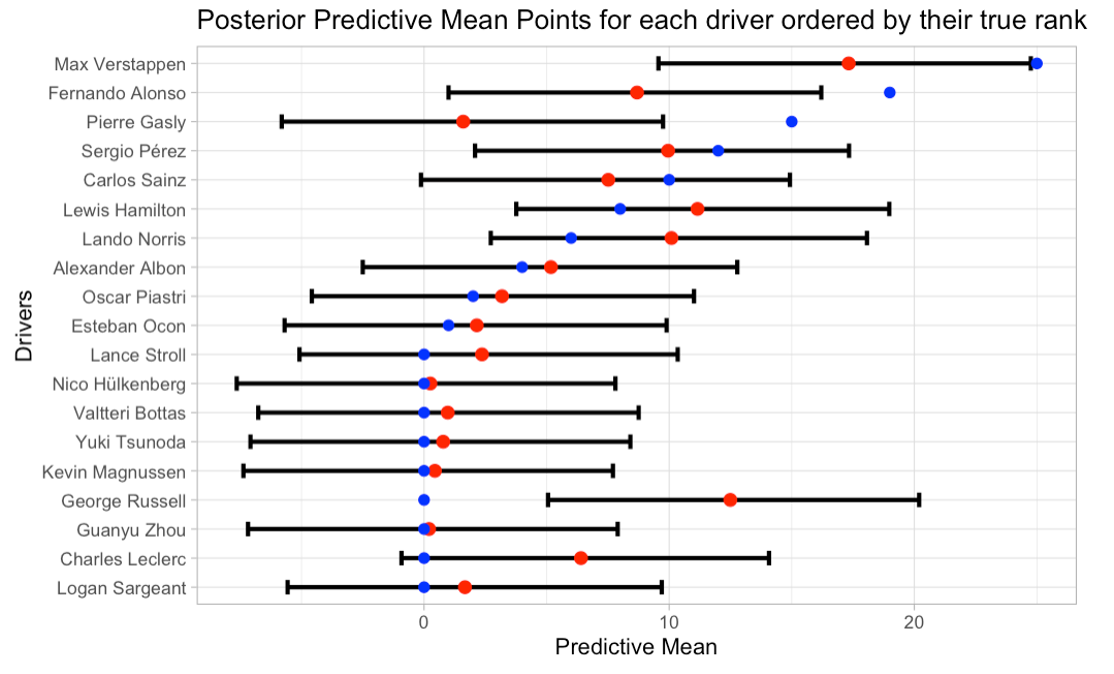 Posterior Predictive Mean Points for each driver ordered by their true rank
Drivers
Max Verstappen
Fernando Alonso
Pierre Gasly
Sergio Pérez
Carlos Sainz
Lewis Hamilton
Lando Norris
Alexander Albon
Oscar Piastri
Esteban Ocon
Lance Stroll
Nico Hülkenberg
Valtteri Bottas
Yuki Tsunoda
Kevin Magnussen
George Russell
Guanyu Zhou
Charles Leclerc
Logan Sargeant
0 10 20
Predictive Mean